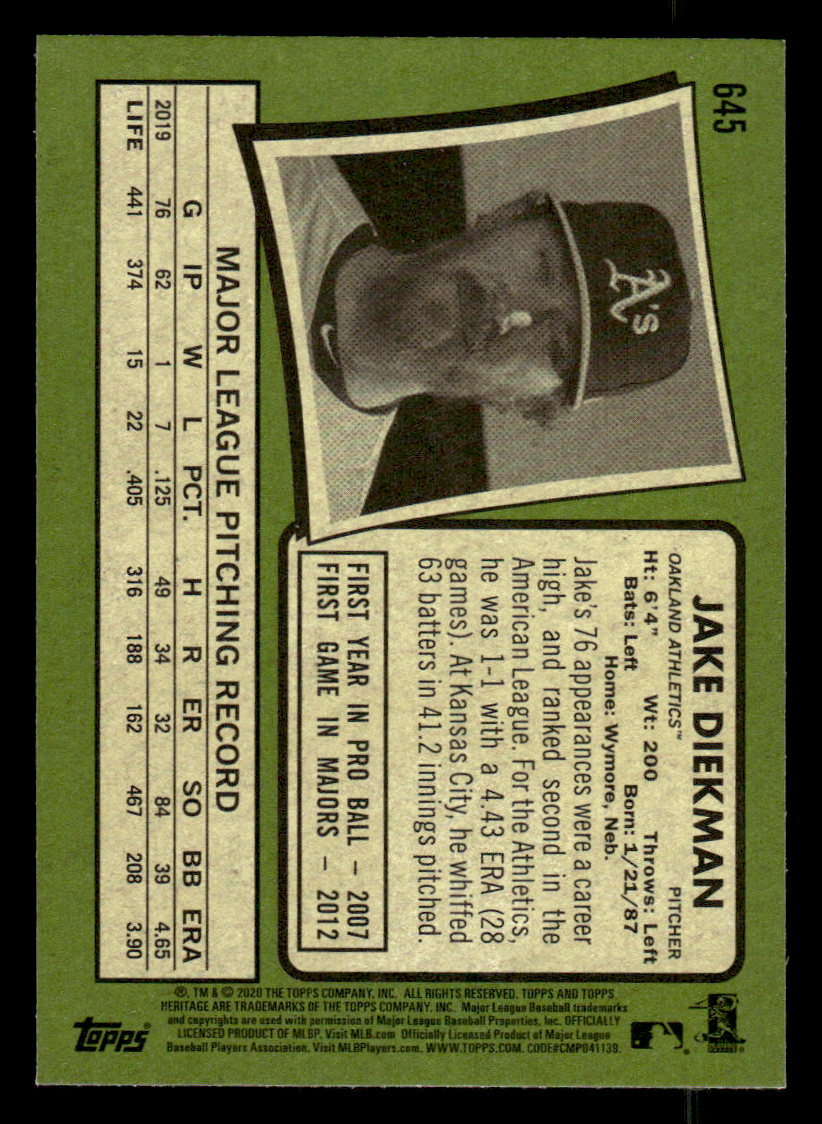 645
A's
JAKE DIEKMAN
OAKLAND ATHLETICS™ PITCHER
Ht: 6'4" Wt: 200 Throws: Left
Bats: Left Born: 1/21/87
Home: Wymore, Neb.
Jake's 76 appearances were a career
high, and ranked second in the
American League. For the Athletics,
he was 1-1 with a 4.43 ERA (28
games). At Kansas City, he whiffed
63 batters in 41.2 innings pitched.
FIRST YEAR IN PRO BALL – 2007
FIRST GAME IN MAJORS – 2012
MAJOR LEAGUE PITCHING RECORD
G IP W L PCT. H R ER SO BB ERA
2019 76 62 1 7 .125 49 34 32 84 39 4.65
LIFE 441 374 15 22 .405 316 188 162 467 208 3.90
®, TM & © 2020 THE TOPPS COMPANY, INC. ALL RIGHTS RESERVED. TOPPS AND TOPPS
HERITAGE ARE TRADEMARKS OF THE TOPPS COMPANY, INC. Major League Baseball trademarks
and copyrights are used with permission of Major League Baseball Properties, Inc. OFFICIALLY
LICENSED PRODUCT OF MLBP. Visit MLB.com Officially Licensed Product of Major League
Baseball Players Association. Visit MLBPlayers.com. WWW.TOPPS.COM. CODE#CMP041139.
Topps®